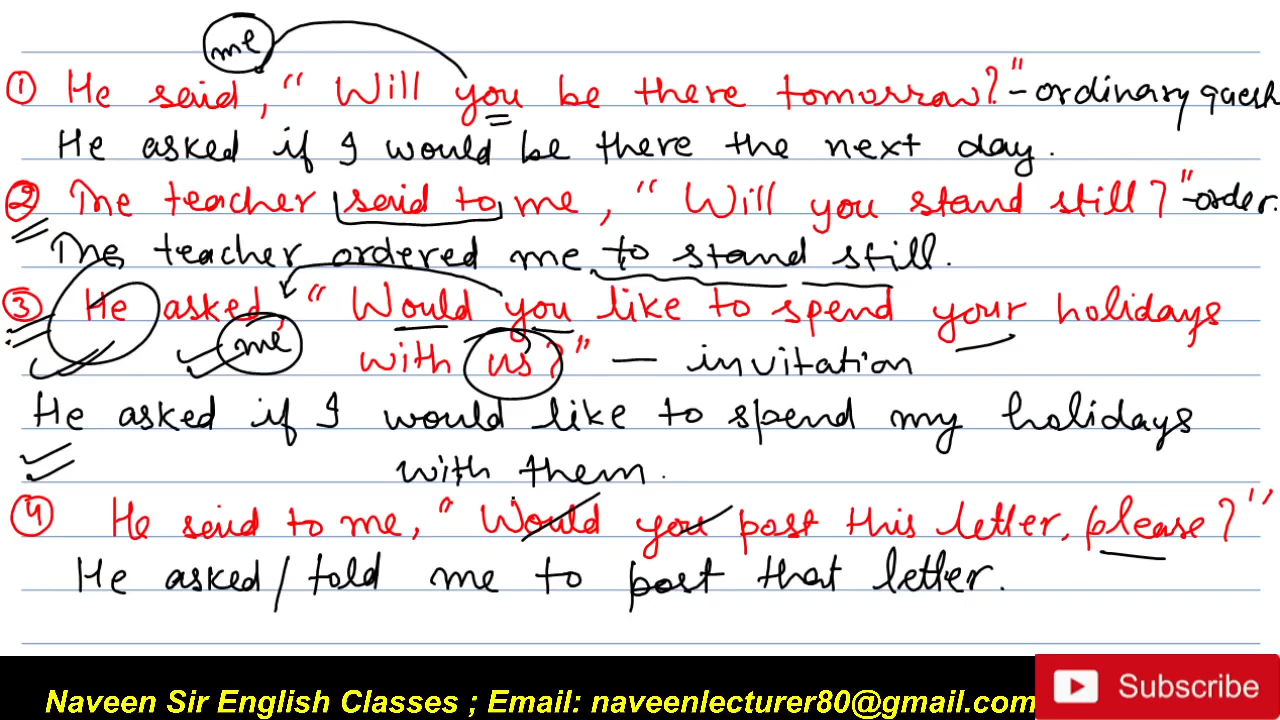 me
① He said, " Will you be there tomorrow?" - ordinary quesh
He asked if I would be there the next day.
② The teacher said to me, " Will you stand still?" - order.
The teacher ordered me to stand still.
③ He asked, " Would you like to spend your holidays
me with us?" — invitation
He asked if I would like to spend my holidays
with them.
④ He said to me, " Would you post this letter, please?"
He asked / told me to post that letter.
Naveen Sir English Classes ; Email: naveenlecturer80@gmail.com
Subscribe